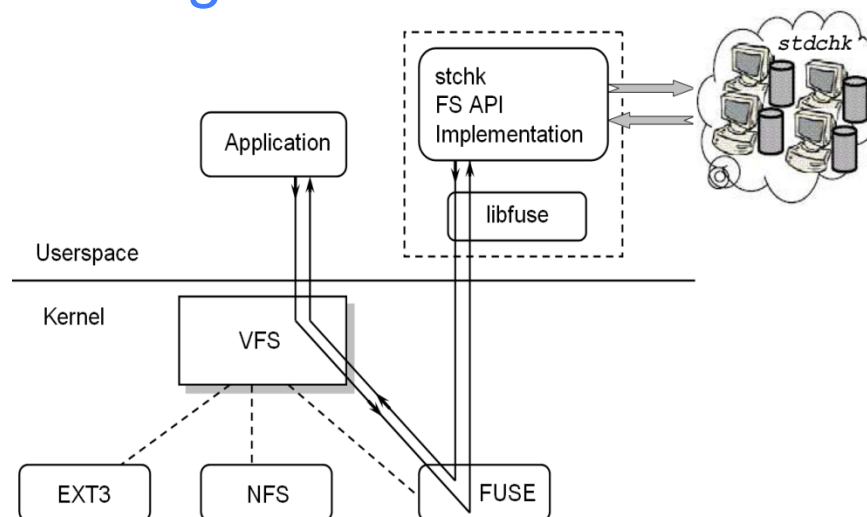 stdchk
stchk
FS API
Implementation
Application
libfuse
Userspace
Kernel
VFS
EXT3
NFS
FUSE